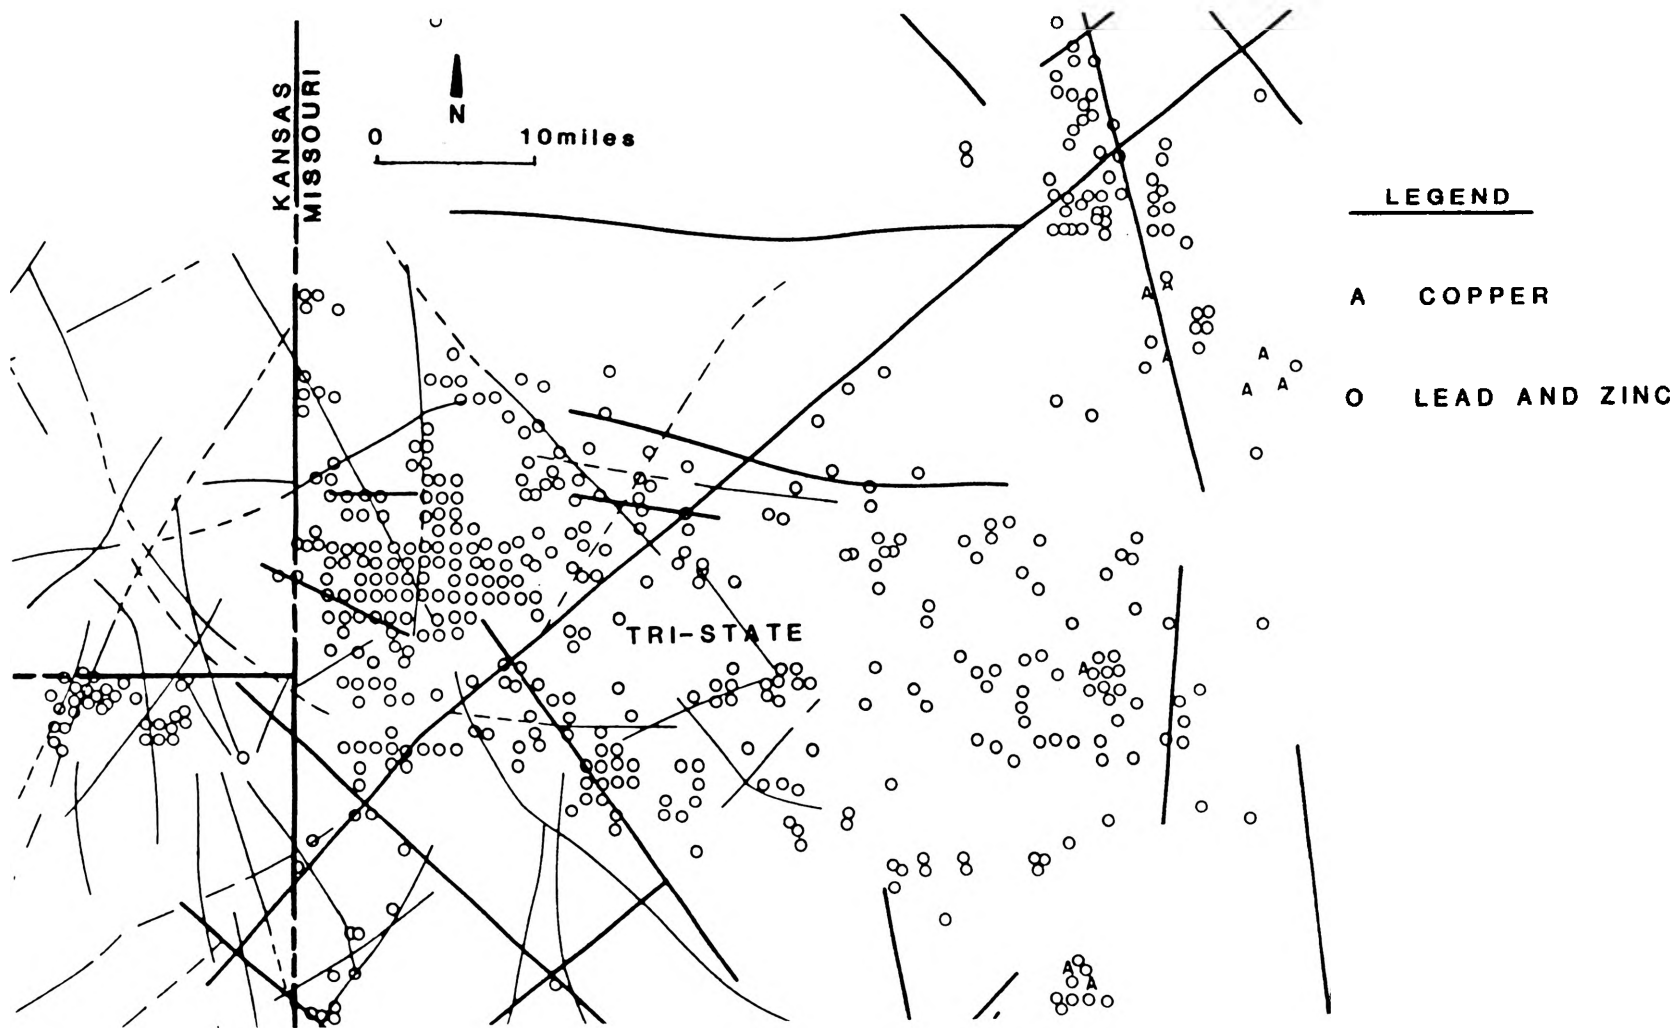 KANSAS
MISSOURI
N
0 10miles
LEGEND
A COPPER
O LEAD AND ZINC
A A
A
A
A A
TRI-STATE
A
A
A